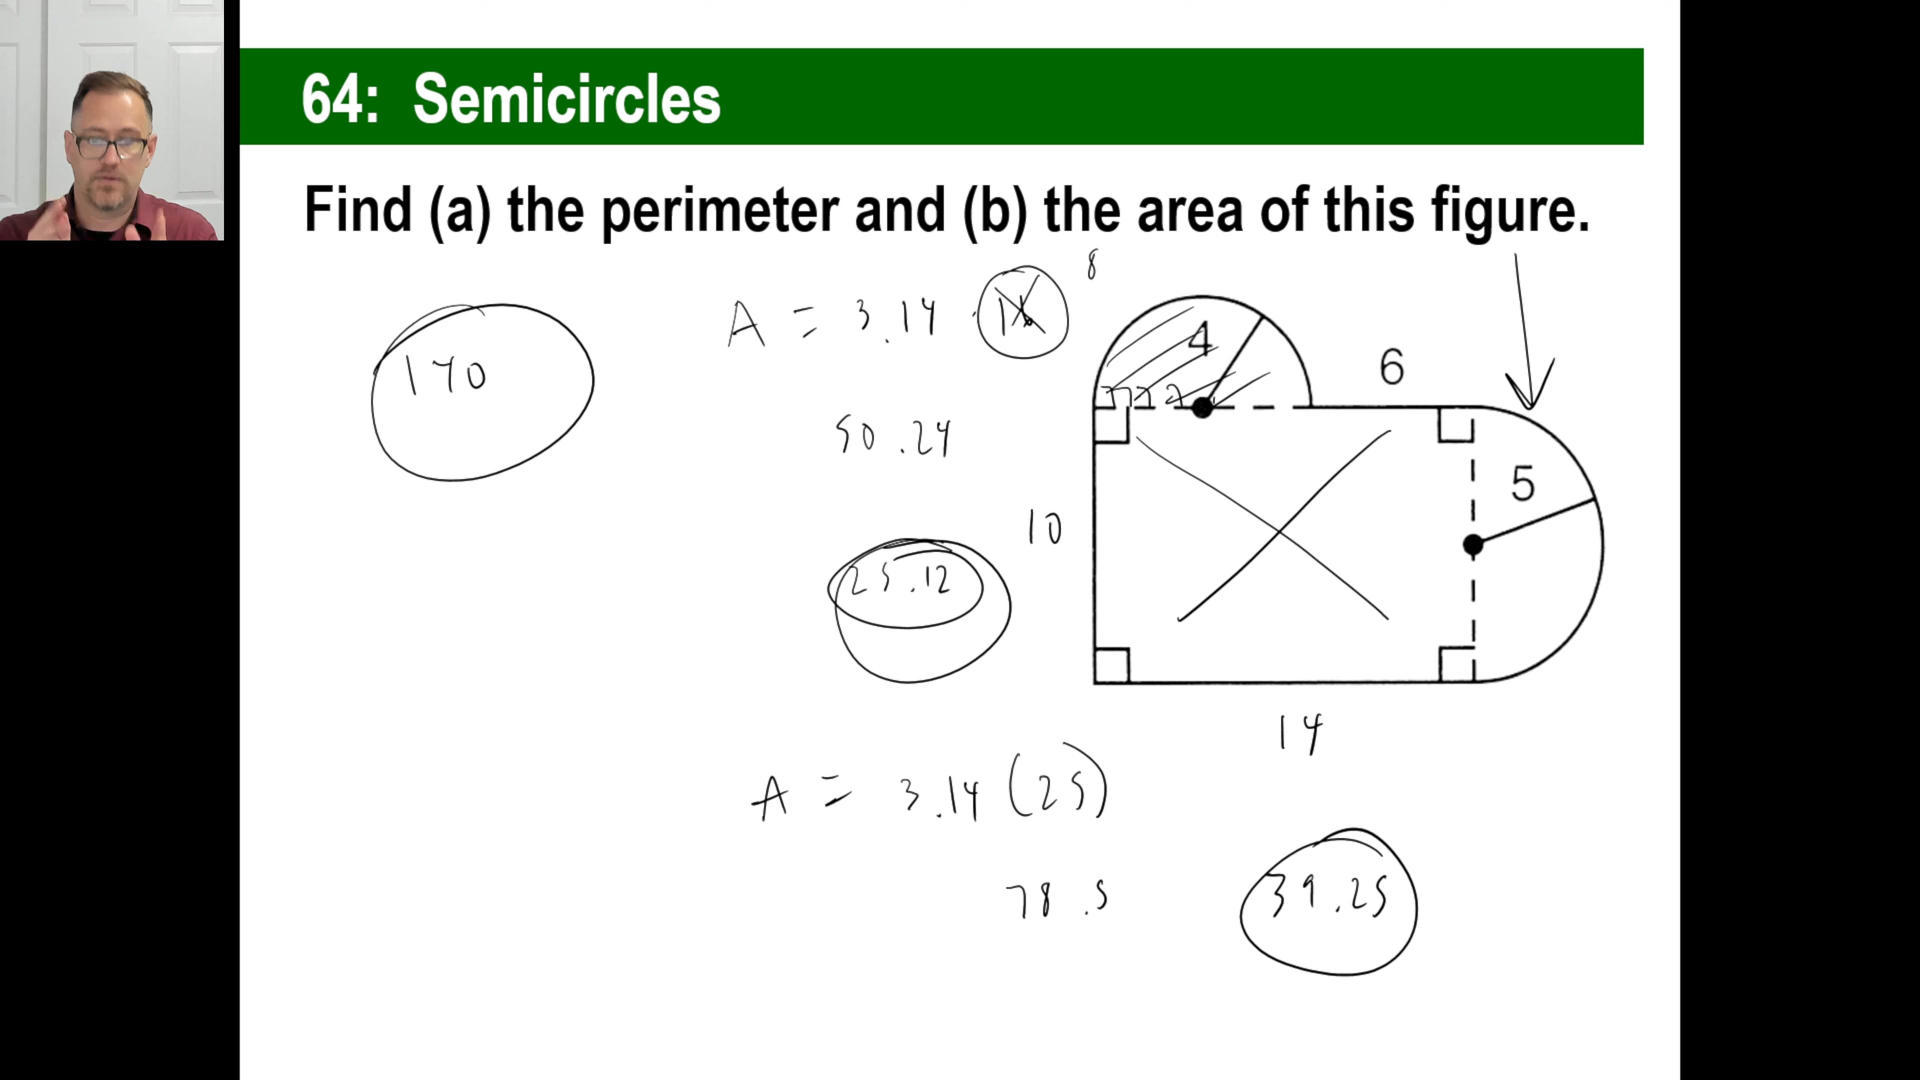 64: Semicircles
Find (a) the perimeter and (b) the area of this figure.
8
A = 3.14 · 16
4
6
140
50.24
5
10
25.12
14
A = 3.14 (25)
78.5
39.25